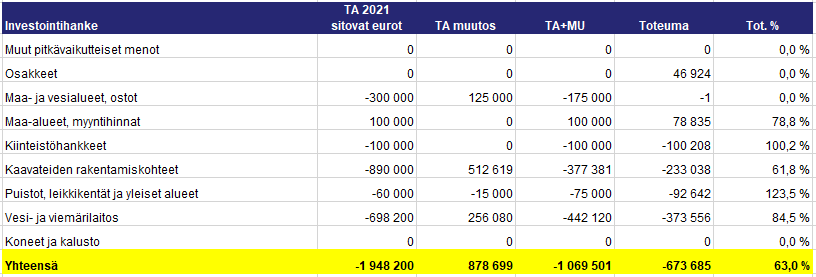 Investointihanke TA 2021 sitovat eurot TA muutos TA+MU Toteuma Tot. %
Muut pitkävaikutteiset menot 0 0 0 0 0,0 %
Osakkeet 0 0 0 46 924 0,0 %
Maa- ja vesialueet, ostot -300 000 125 000 -175 000 -1 0,0 %
Maa-alueet, myyntihinnat 100 000 0 100 000 78 835 78,8 %
Kiinteistöhankkeet -100 000 0 -100 000 -100 208 100,2 %
Kaavateiden rakentamiskohteet -890 000 512 619 -377 381 -233 038 61,8 %
Puistot, leikkikentät ja yleiset alueet -60 000 -15 000 -75 000 -92 642 123,5 %
Vesi- ja viemärilaitos -698 200 256 080 -442 120 -373 556 84,5 %
Koneet ja kalusto 0 0 0 0 0,0 %
Yhteensä -1 948 200 878 699 -1 069 501 -673 685 63,0 %